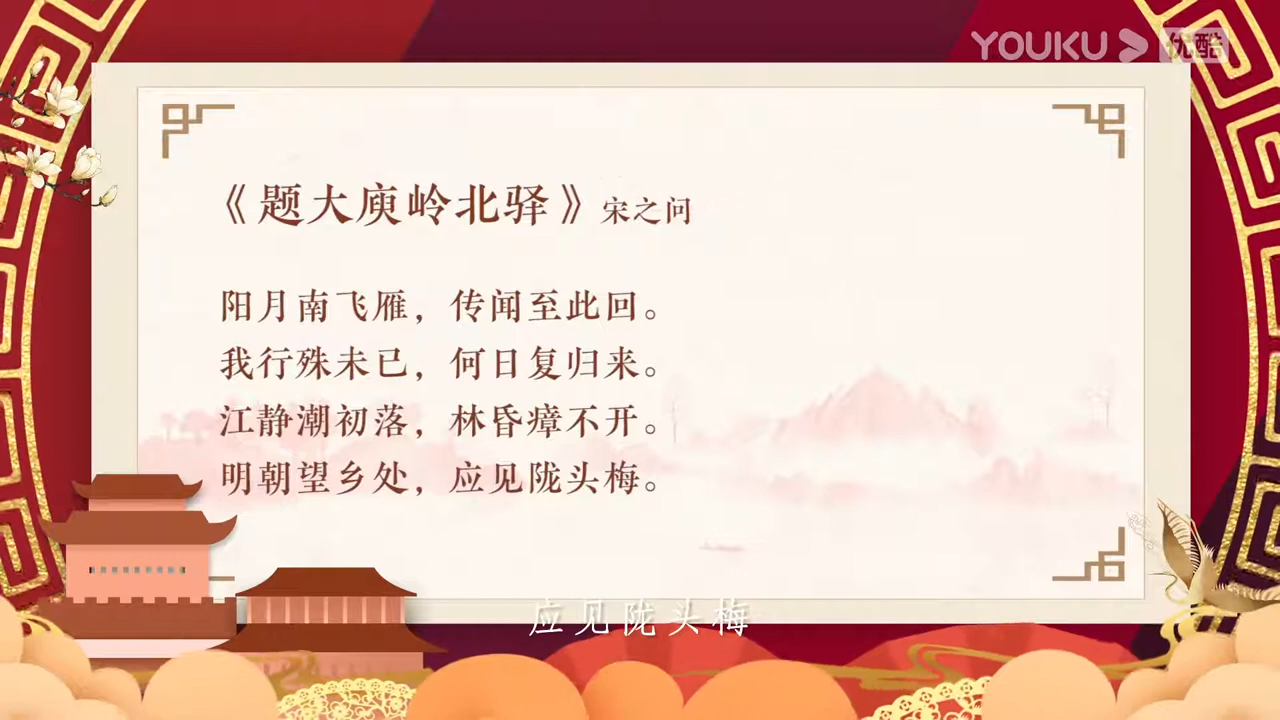 YOUKU 优酷
《题大庾岭北驿》宋之问
阳月南飞雁，传闻至此回。
我行殊未已，何日复归来。
江静潮初落，林昏瘴不开。
明朝望乡处，应见陇头梅。
应见陇头梅